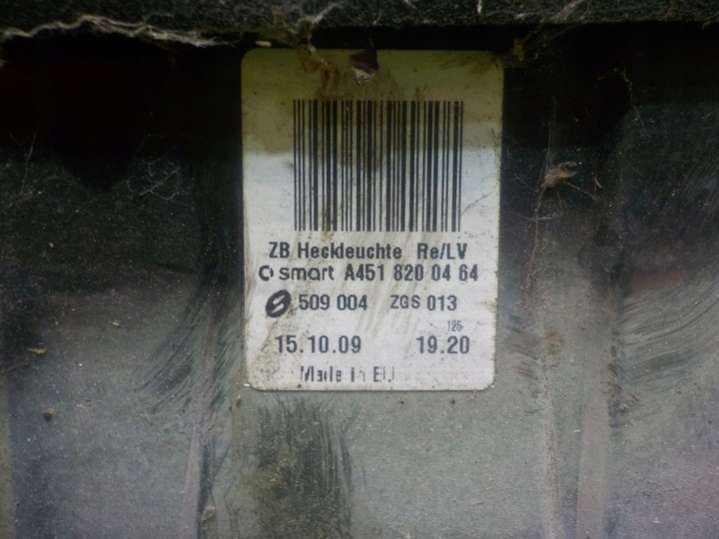 ZB Heckleuchte Re/LV
smart A451 820 04 64
509 004 ZGS 013
125
15.10.09 19.20
Made in EU